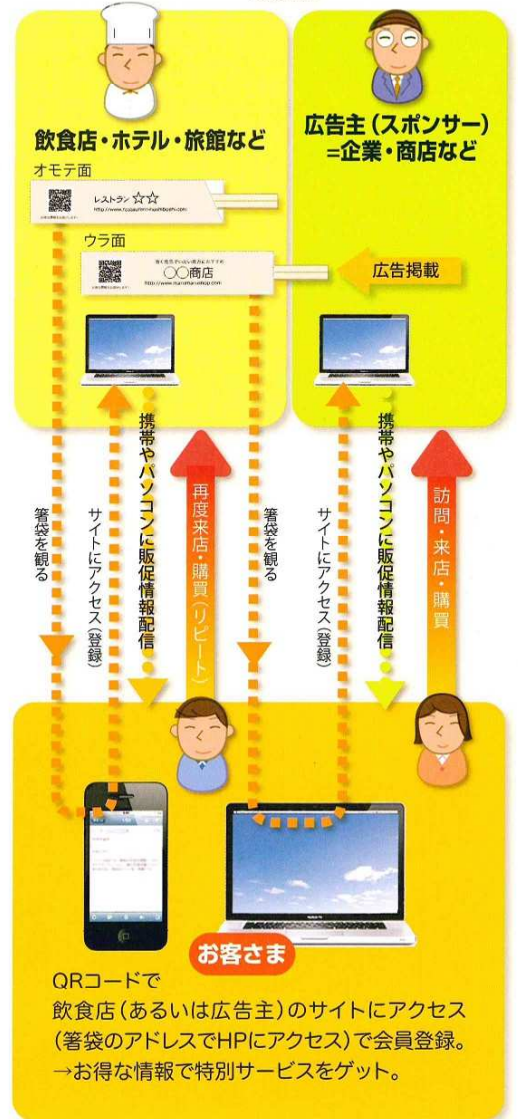 飲食店・ホテル・旅館など
オモテ面
レストラン ☆☆
ウラ面
○○商店
広告主（スポンサー）
=企業・商店など
広告掲載
箸袋を観る
サイトにアクセス（登録）
携帯やパソコンに販促情報配信
再度来店・購買（リピート）
箸袋を観る
サイトにアクセス（登録）
携帯やパソコンに販促情報配信
訪問・来店・購買
お客さま
QRコードで
飲食店（あるいは広告主）のサイトにアクセス
（箸袋のアドレスでHPにアクセス）で会員登録。
→お得な情報で特別サービスをゲット。